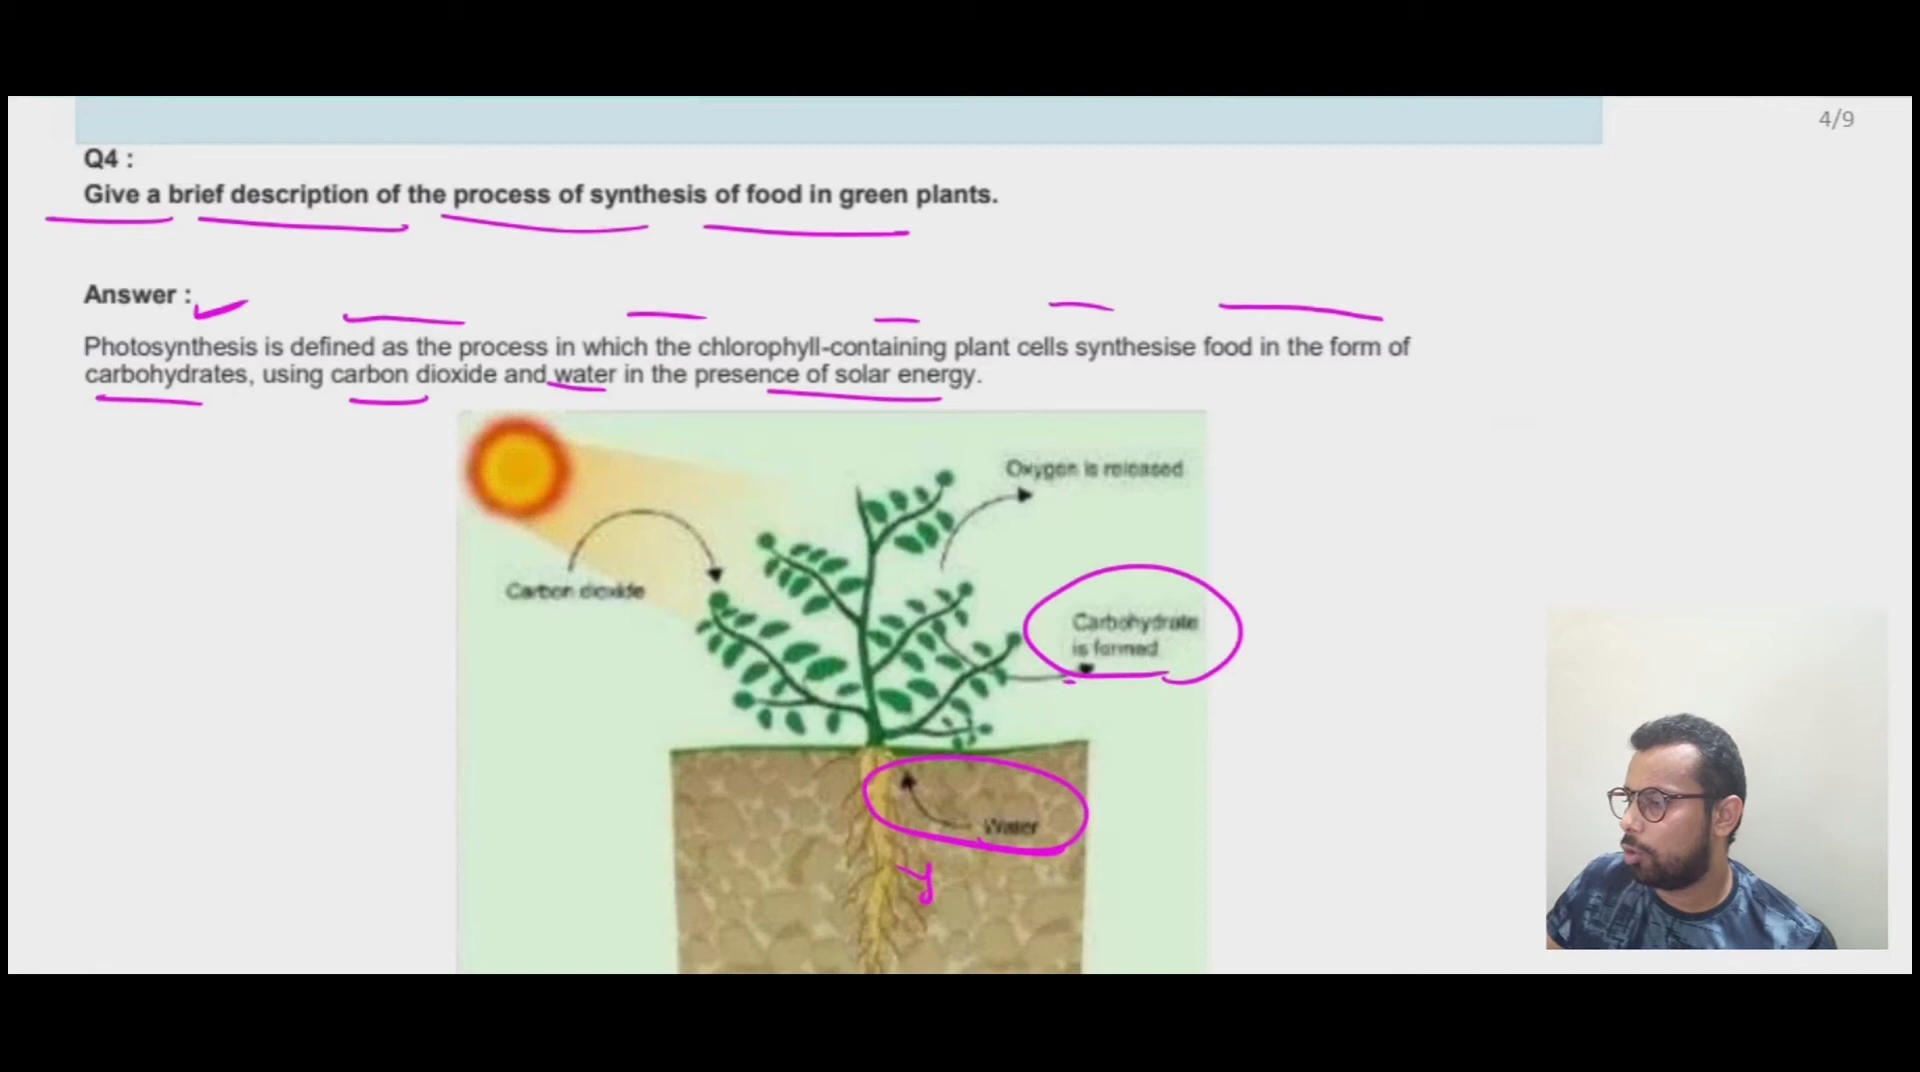 4/9
Q4 :
Give a brief description of the process of synthesis of food in green plants.
Answer :
Photosynthesis is defined as the process in which the chlorophyll-containing plant cells synthesise food in the form of
carbohydrates, using carbon dioxide and water in the presence of solar energy.
Oxygen is released
Carbon dioxide
Carbohydrate
is formed
Water